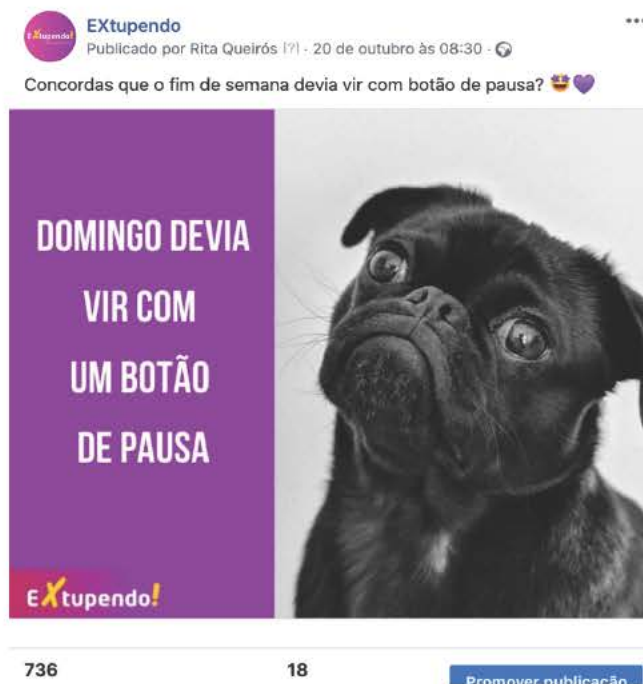 EXtupendo
Publicado por Rita Queirós [?] · 20 de outubro às 08:30 ·
Concordas que o fim de semana devia vir com botão de pausa? 🤩💜
DOMINGO DEVIA
VIR COM
UM BOTÃO
DE PAUSA
EXtupendo!
736
18
Promover publicação